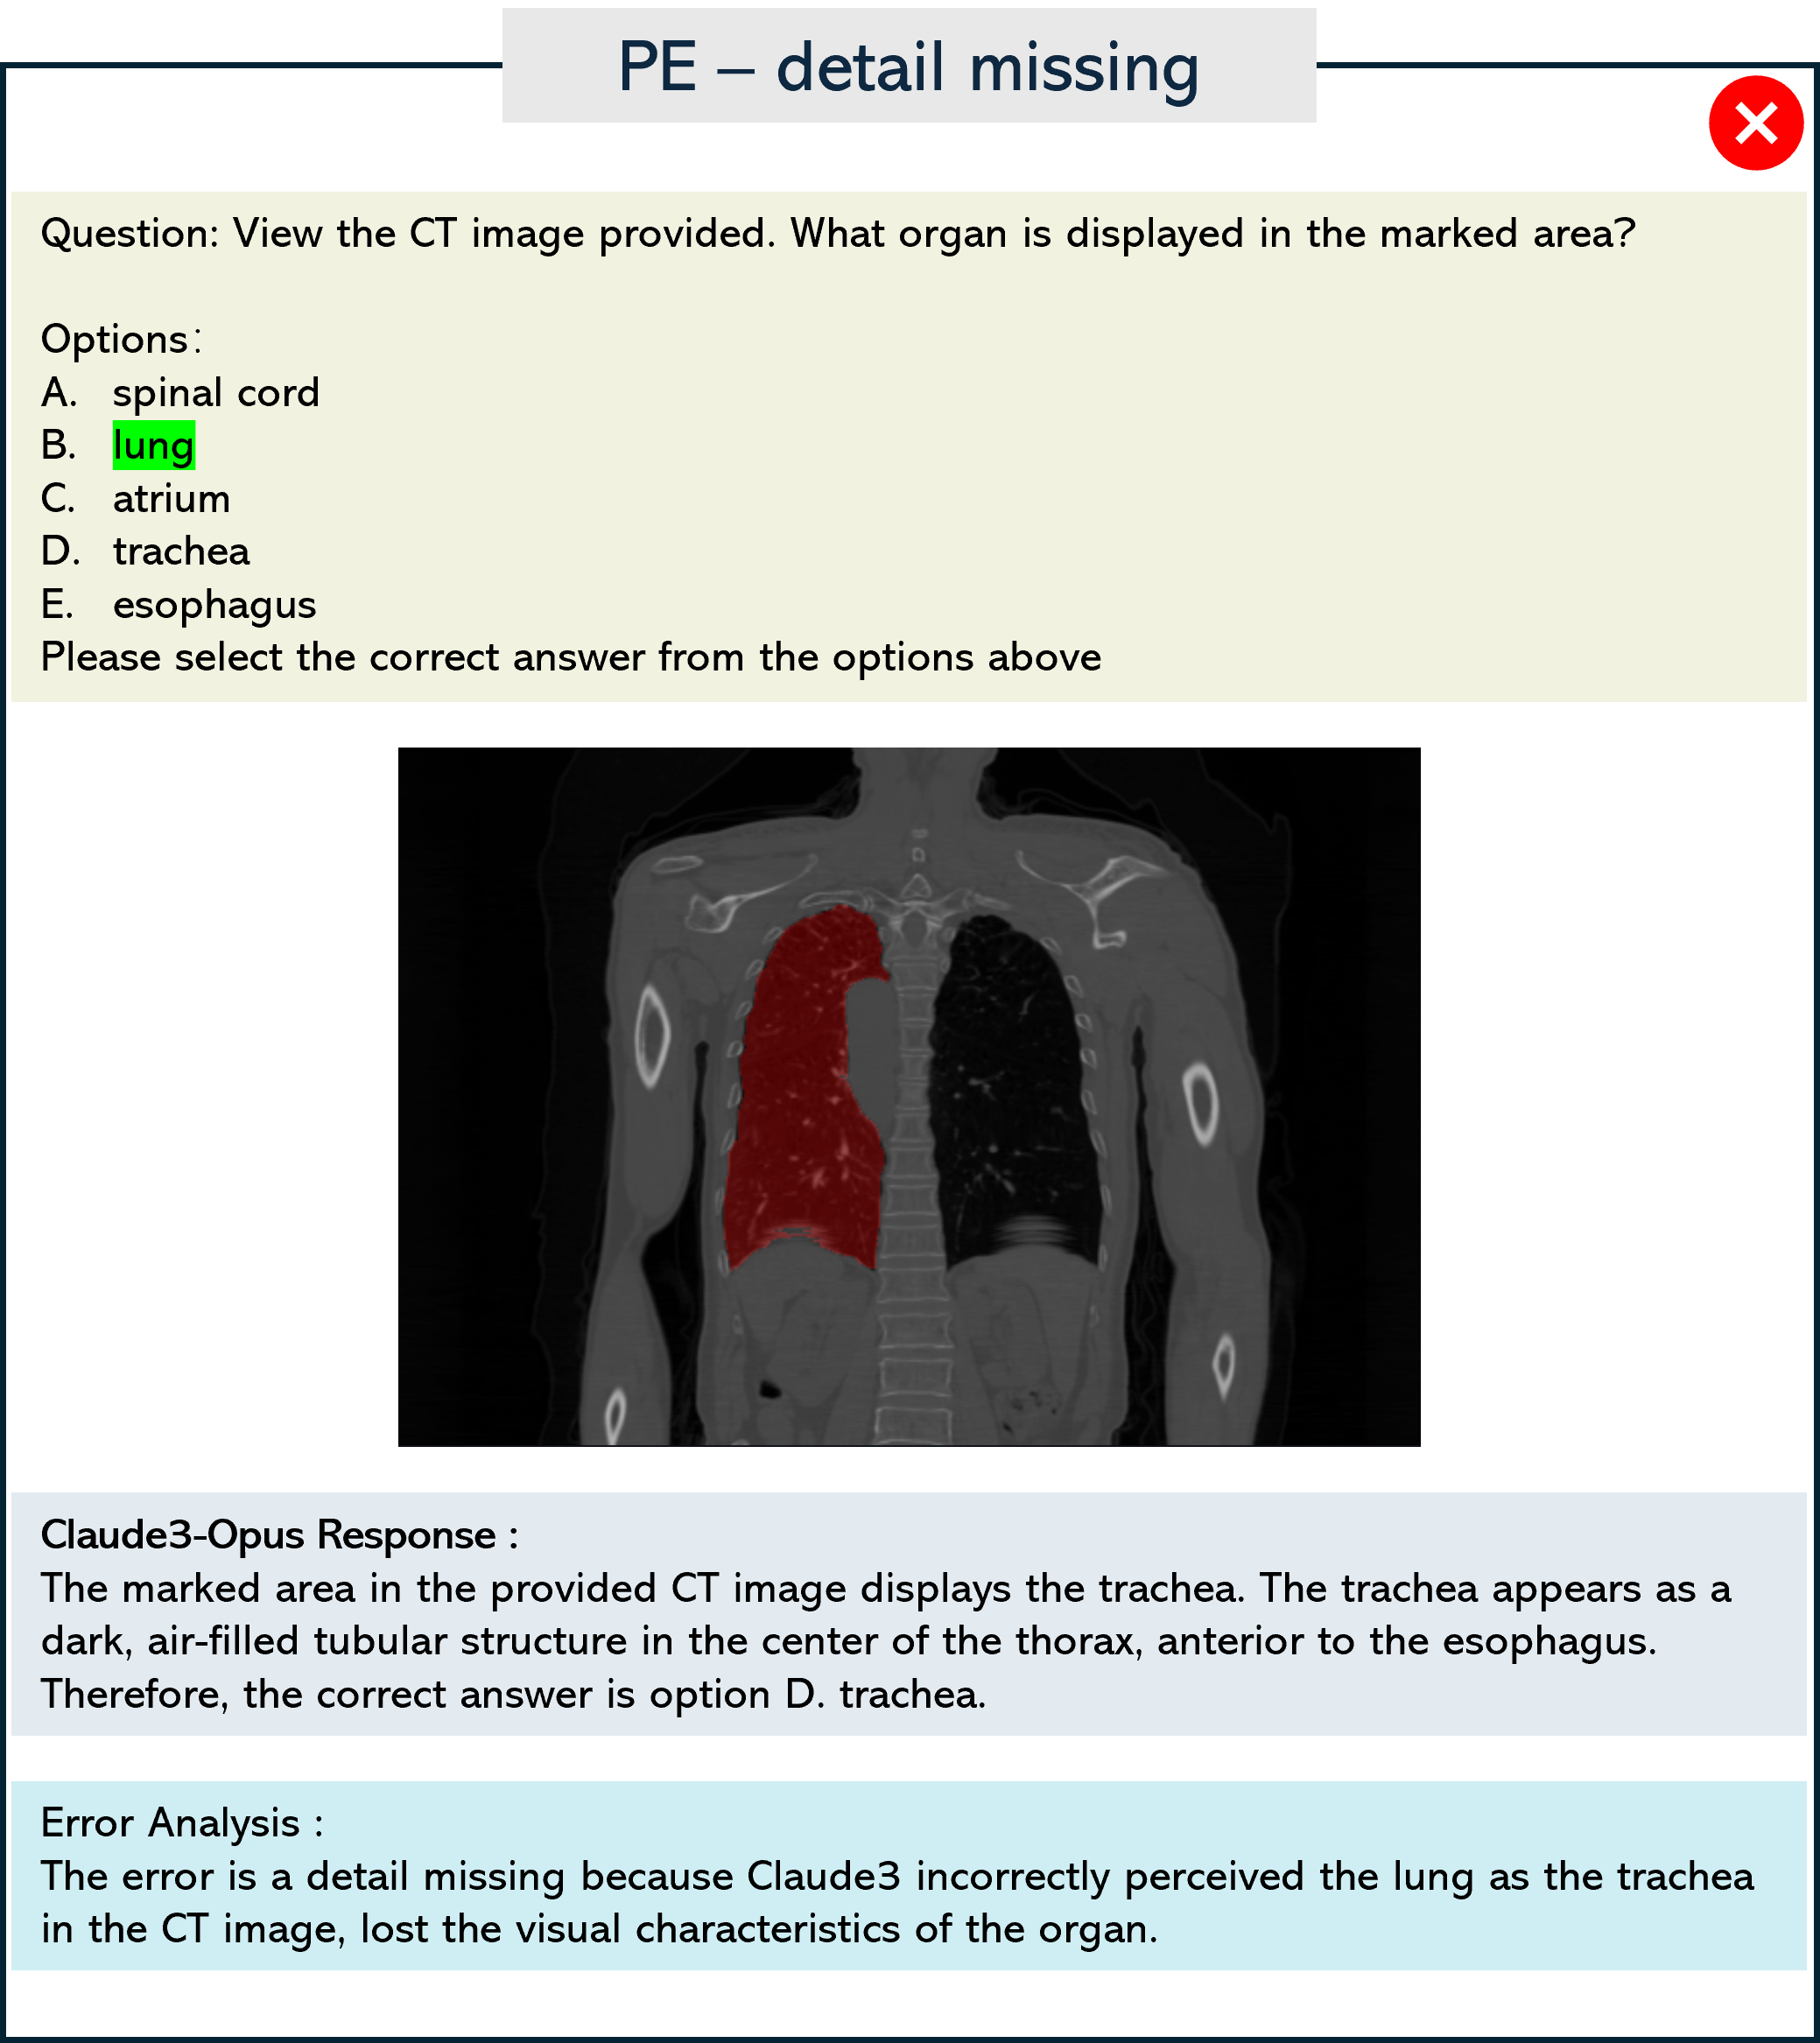 PE – detail missing
Question: View the CT image provided. What organ is displayed in the marked area?
Options:
A. spinal cord
B. lung
C. atrium
D. trachea
E. esophagus
Please select the correct answer from the options above
Claude3-Opus Response :
The marked area in the provided CT image displays the trachea. The trachea appears as a
dark, air-filled tubular structure in the center of the thorax, anterior to the esophagus.
Therefore, the correct answer is option D. trachea.
Error Analysis :
The error is a detail missing because Claude3 incorrectly perceived the lung as the trachea
in the CT image, lost the visual characteristics of the organ.